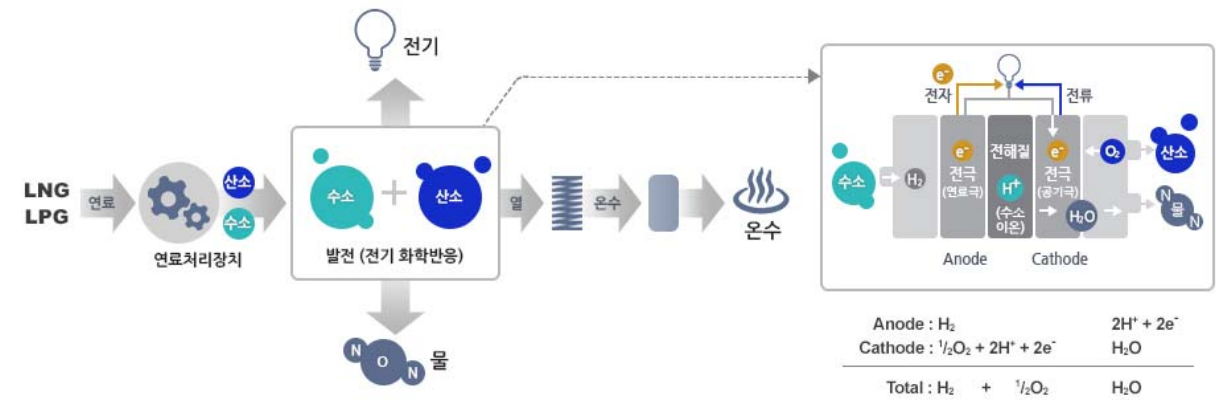 전기
LNG
LPG
연료
산소
수소
연료처리장치
수소
+
산소
발전 (전기 화학반응)
열
온수
온수
N
O
N
물
e⁻
전자
전류
수소
H₂
e⁻
전극
(연료극)
전해질
H⁺
(수소
이온)
e⁻
전극
(공기극)
O₂
산소
H₂O
N
물
N
Anode
Cathode
Anode : H₂ 2H⁺ + 2e⁻
Cathode : ¹/₂O₂ + 2H⁺ + 2e⁻ H₂O
Total : H₂ + ¹/₂O₂ H₂O